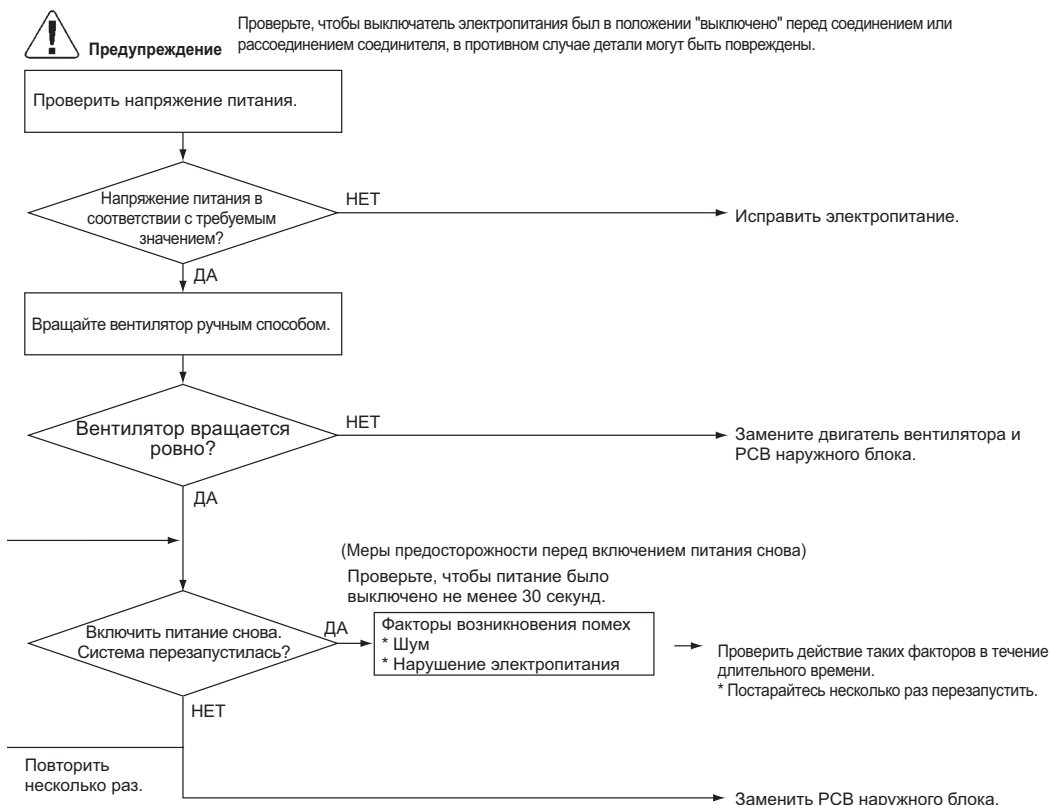 Предупреждение
Проверьте, чтобы выключатель электропитания был в положении "выключено" перед соединением или
рассоединением соединителя, в противном случае детали могут быть повреждены.
Проверить напряжение питания.
Напряжение питания в
соответствии с требуемым
значением?
НЕТ
Исправить электропитание.
ДА
Вращайте вентилятор ручным способом.
Вентилятор вращается
ровно?
НЕТ
Замените двигатель вентилятора и
PCB наружного блока.
ДА
(Меры предосторожности перед включением питания снова)
Проверьте, чтобы питание было
выключено не менее 30 секунд.
Включить питание снова.
Система перезапустилась?
ДА
Факторы возникновения помех
* Шум
* Нарушение электропитания
Проверить действие таких факторов в течение
длительного времени.
* Постарайтесь несколько раз перезапустить.
НЕТ
Повторить
несколько раз.
Заменить PCB наружного блока.